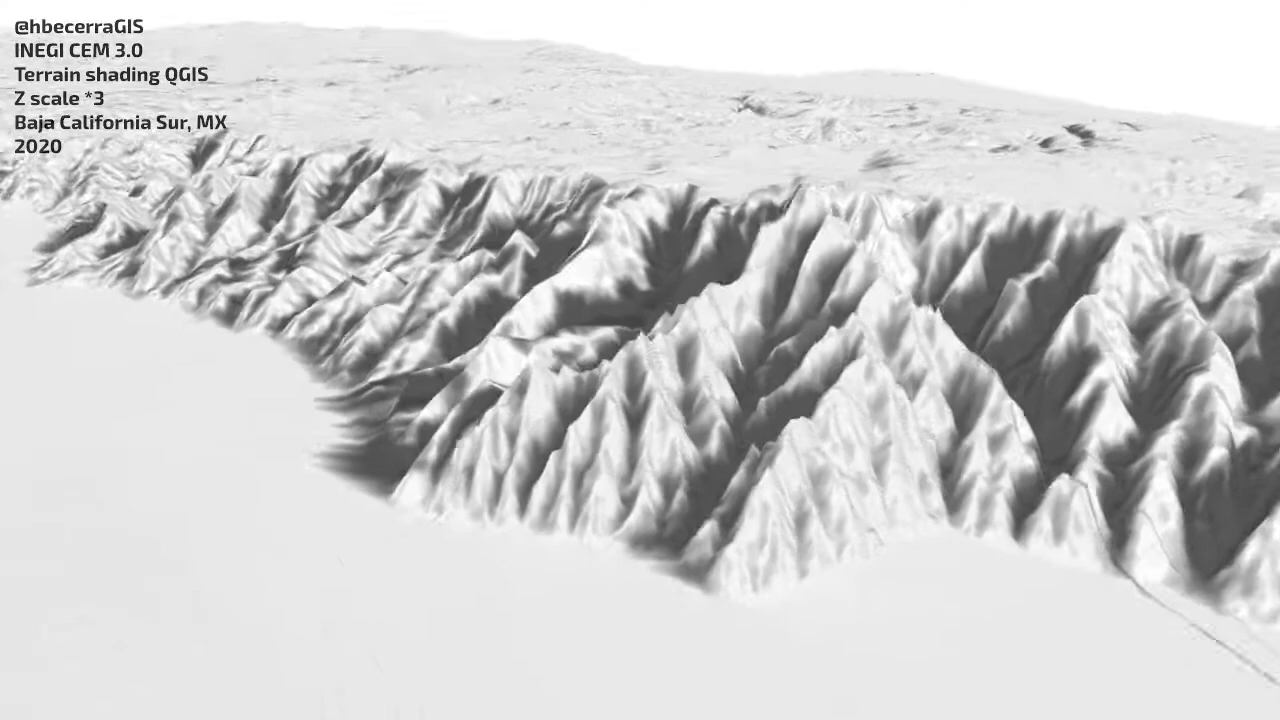 @hbecerraGIS
INEGI CEM 3.0
Terrain shading QGIS
Z scale *3
Baja California Sur, MX
2020